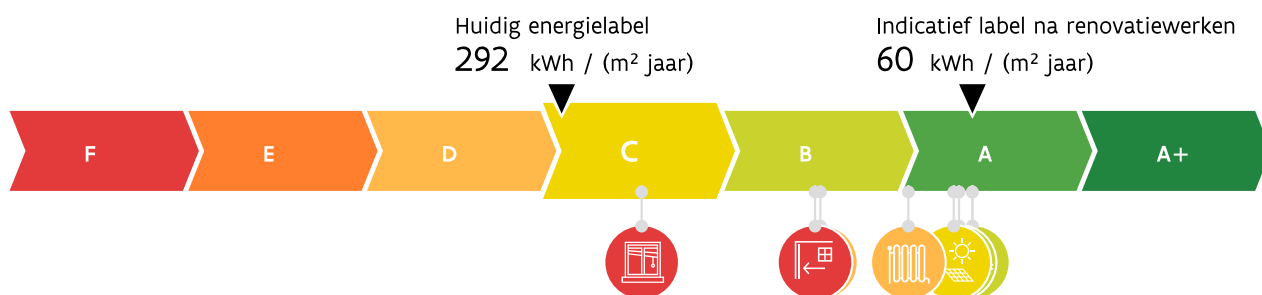 Huidig energielabel
292 kWh / (m² jaar)
Indicatief label na renovatiewerken
60 kWh / (m² jaar)
F E D C B A A+